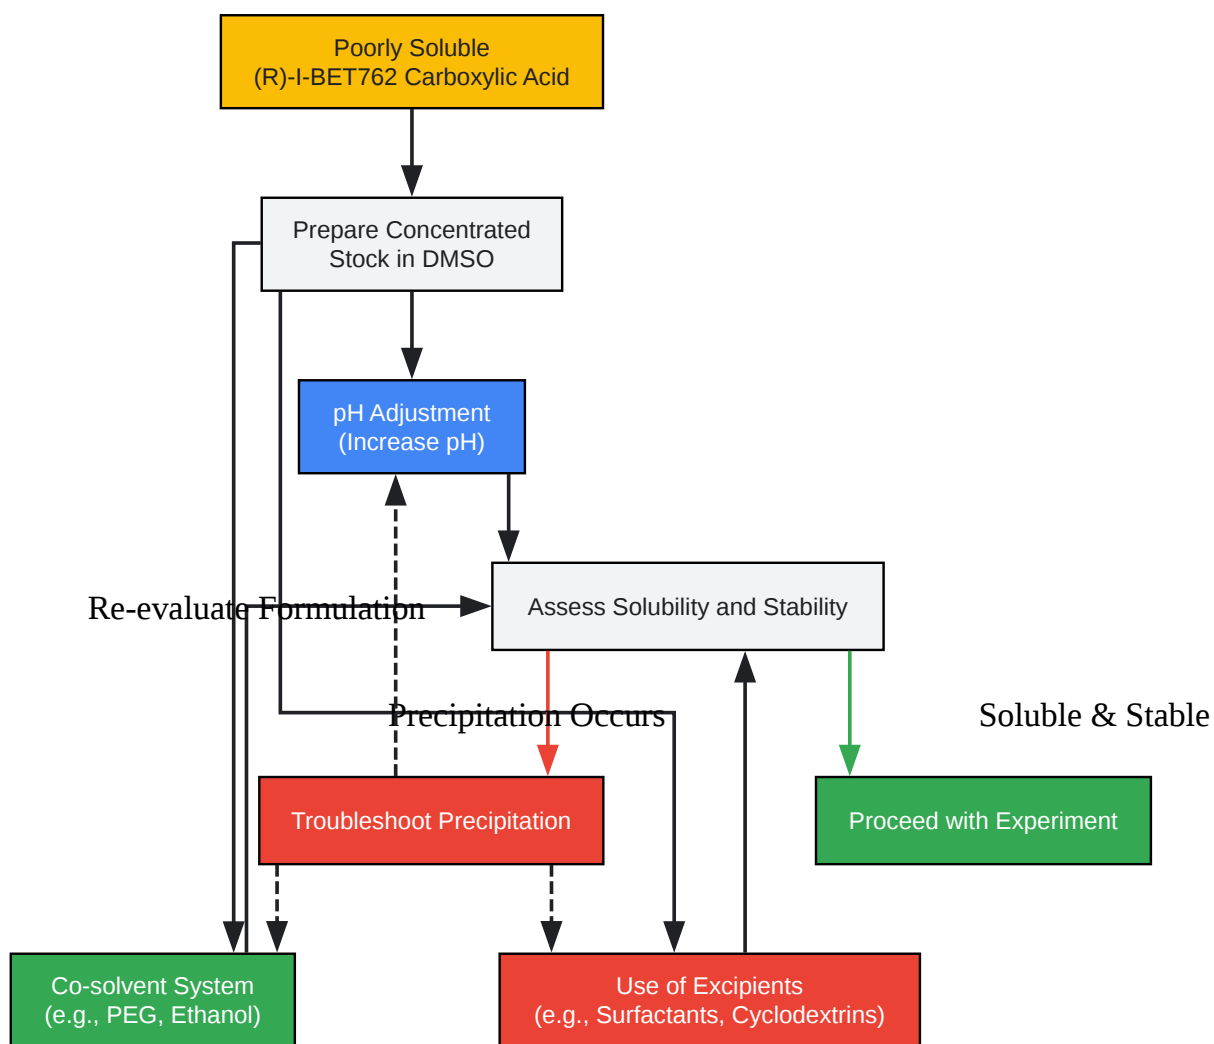 Poorly Soluble
(R)-I-BET762 Carboxylic Acid
Prepare Concentrated
Stock in DMSO
pH Adjustment
(Increase pH)
Re-evaluate Formulation
Assess Solubility and Stability
Precipitation Occurs
Soluble & Stable
Troubleshoot Precipitation
Proceed with Experiment
Co-solvent System
(e.g., PEG, Ethanol)
Use of Excipients
(e.g., Surfactants, Cyclodextrins)